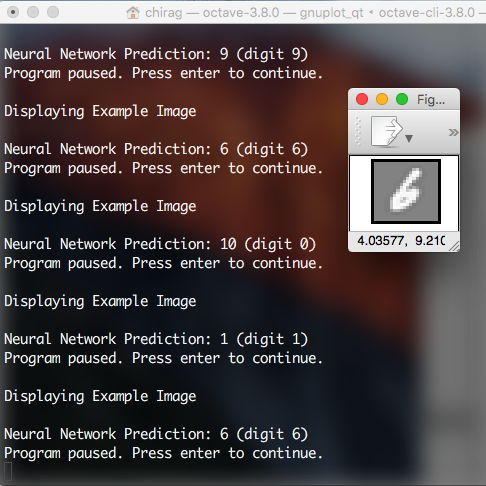 chirag — octave-3.8.0 — gnuplot_qt • octave-cli-3.8.0 —
Neural Network Prediction: 9 (digit 9)
Program paused. Press enter to continue.
Displaying Example Image
Neural Network Prediction: 6 (digit 6)
Program paused. Press enter to continue.
Displaying Example Image
Neural Network Prediction: 10 (digit 0)
Program paused. Press enter to continue.
Displaying Example Image
Neural Network Prediction: 1 (digit 1)
Program paused. Press enter to continue.
Displaying Example Image
Neural Network Prediction: 6 (digit 6)
Program paused. Press enter to continue.
Fig...
»
6
4.03577, 9.210